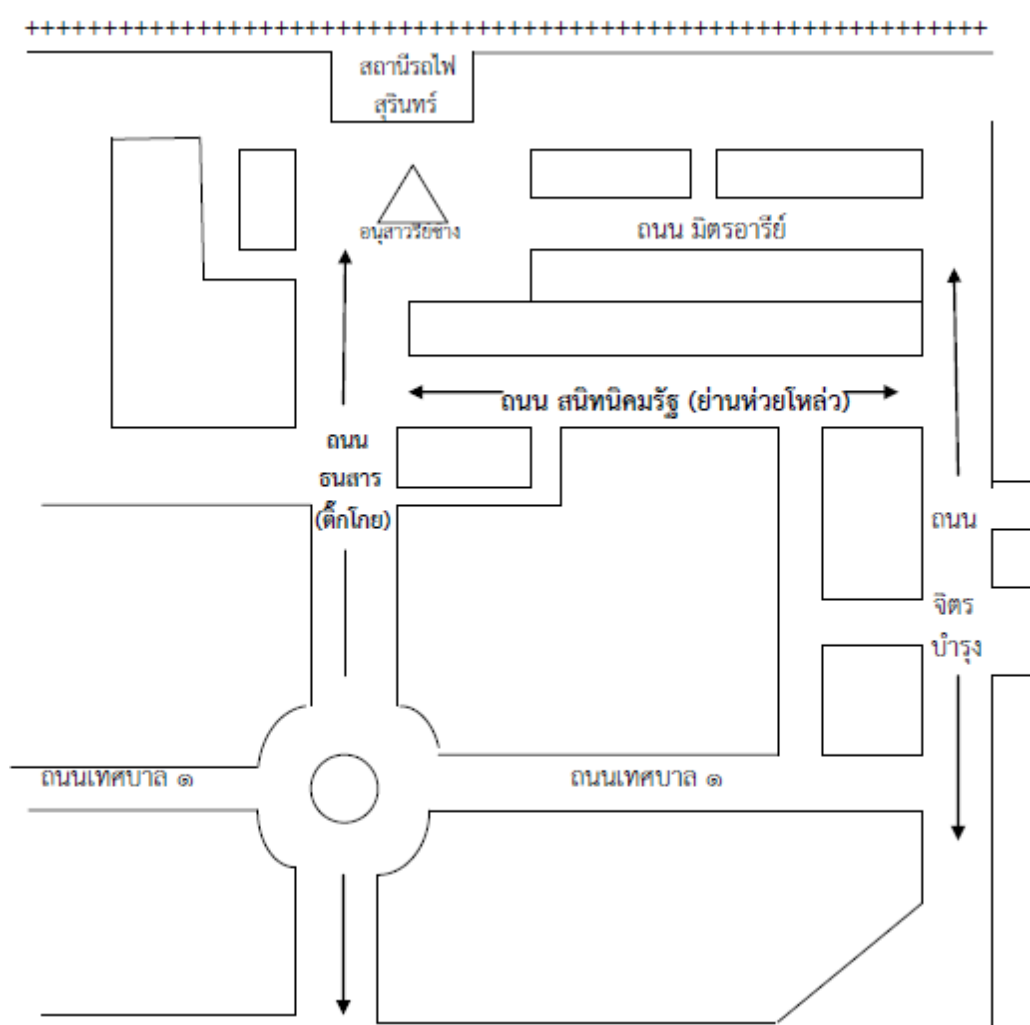 สถานีรถไฟ
สุรินทร์
อนุสาวรีย์ช้าง
ถนน มิตรอารีย์
ถนน สนิทนิคมรัฐ (ย่านห่วยโหล่ว)
ถนน
ธนสาร
(ตั๊กโกย)
ถนน
จิตร
บำรุง
ถนนเทศบาล ๑
ถนนเทศบาล ๑